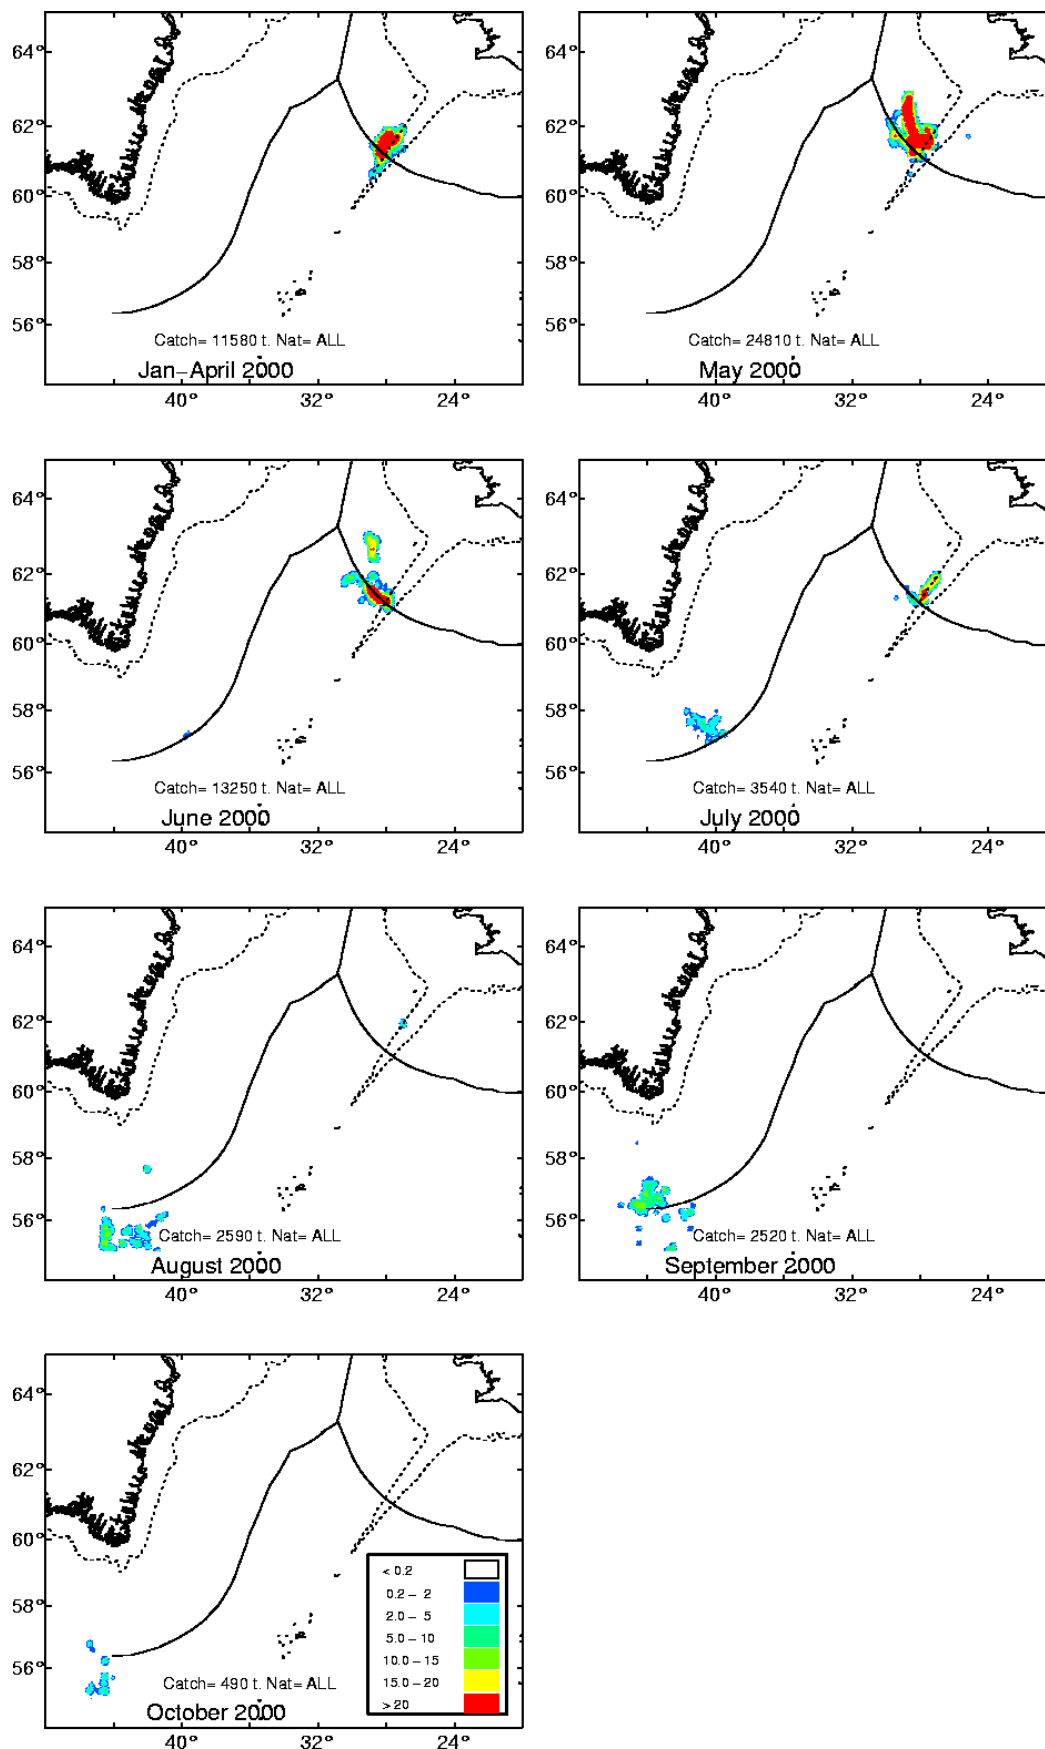 64°
62°
60°
58°
56°
Catch= 11580 t. Nat= ALL
Jan-April 2000
40° 32° 24°
64°
62°
60°
58°
56°
Catch= 24810 t. Nat= ALL
May 2000
40° 32° 24°
64°
62°
60°
58°
56°
Catch= 13250 t. Nat= ALL
June 2000
40° 32° 24°
64°
62°
60°
58°
56°
Catch= 3540 t. Nat= ALL
July 2000
40° 32° 24°
64°
62°
60°
58°
56°
Catch= 2590 t. Nat= ALL
August 2000
40° 32° 24°
64°
62°
60°
58°
56°
Catch= 2520 t. Nat= ALL
September 2000
40° 32° 24°
64°
62°
60°
58°
56°
Catch= 490 t. Nat= ALL
October 2000
40° 32° 24°
< 0.2
0.2 - 2
2.0 - 5
5.0 - 10
10.0 - 15
15.0 - 20
> 20